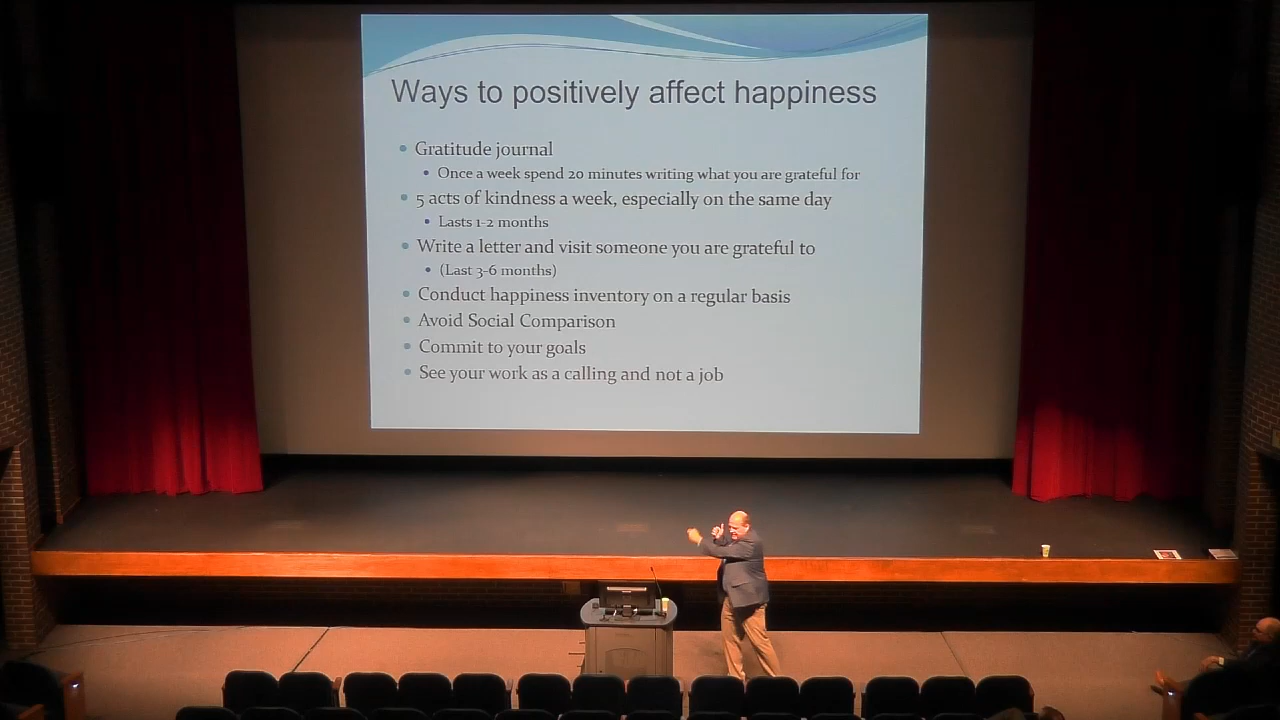 Ways to positively affect happiness
• Gratitude journal
• Once a week spend 20 minutes writing what you are grateful for
• 5 acts of kindness a week, especially on the same day
• Lasts 1-2 months
• Write a letter and visit someone you are grateful to
• (Last 3-6 months)
• Conduct happiness inventory on a regular basis
• Avoid Social Comparison
• Commit to your goals
• See your work as a calling and not a job